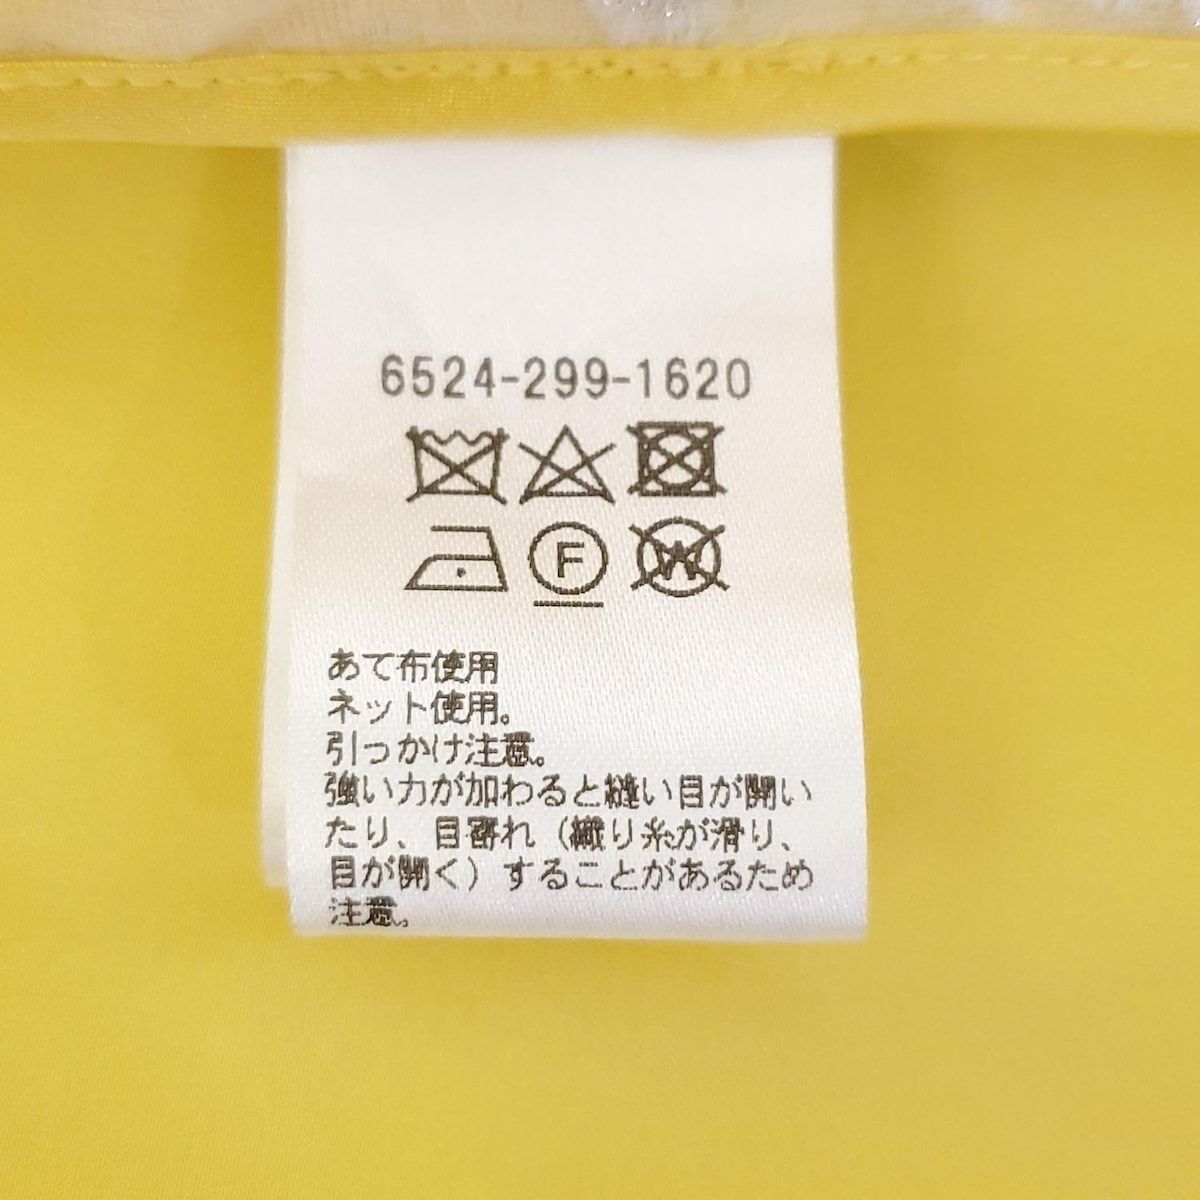 6524-299-1620
F
W
あて布使用
ネット使用。
引っかけ注意。
強い力が加わると縫い目が開い
たり、目寄れ（織り糸が滑り、
目が開く）することがあるため
注意。